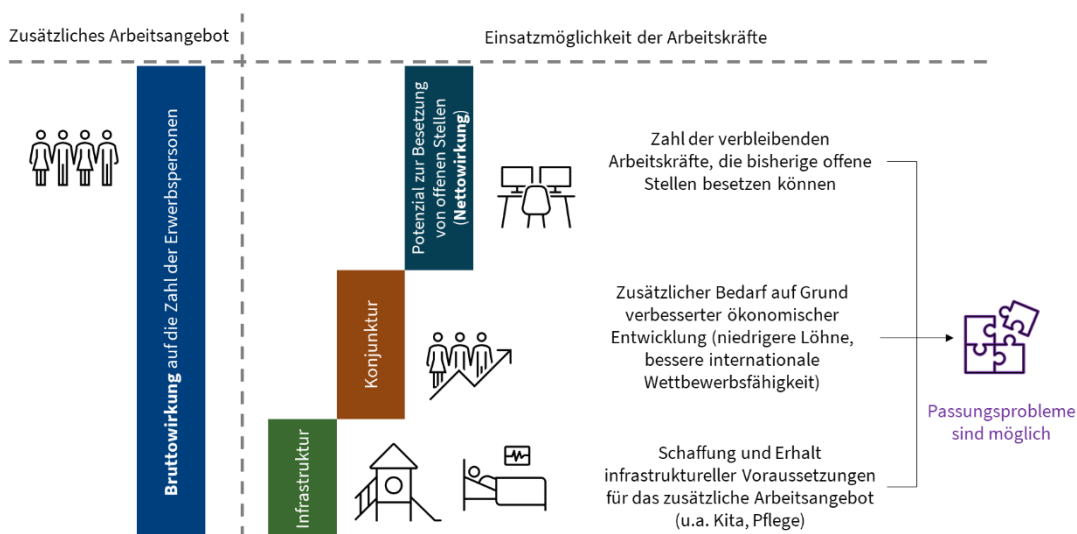 Zusätzliches Arbeitsangebot
Einsatzmöglichkeit der Arbeitskräfte
Bruttowirkung auf die Zahl der Erwerbspersonen
Potenzial zur Besetzung
von offenen Stellen
(Nettowirkung)
Zahl der verbleibenden
Arbeitskräfte, die bisherige offene
Stellen besetzen können
Konjunktur
Zusätzlicher Bedarf auf Grund
verbesserter ökonomischer
Entwicklung (niedrigere Löhne,
bessere internationale
Wettbewerbsfähigkeit)
Infrastruktur
Schaffung und Erhalt
infrastruktureller Voraussetzungen
für das zusätzliche Arbeitsangebot
(u.a. Kita, Pflege)
Passungsprobleme
sind möglich